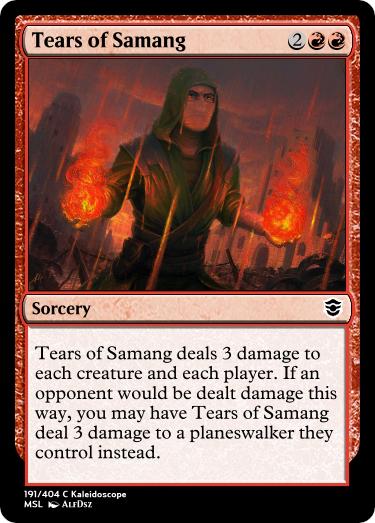 Tears of Samang 2
Sorcery
Tears of Samang deals 3 damage to
each creature and each player. If an
opponent would be dealt damage this
way, you may have Tears of Samang
deal 3 damage to a planeswalker they
control instead.
191/404 C Kaleidoscope
MSL AlfDsz